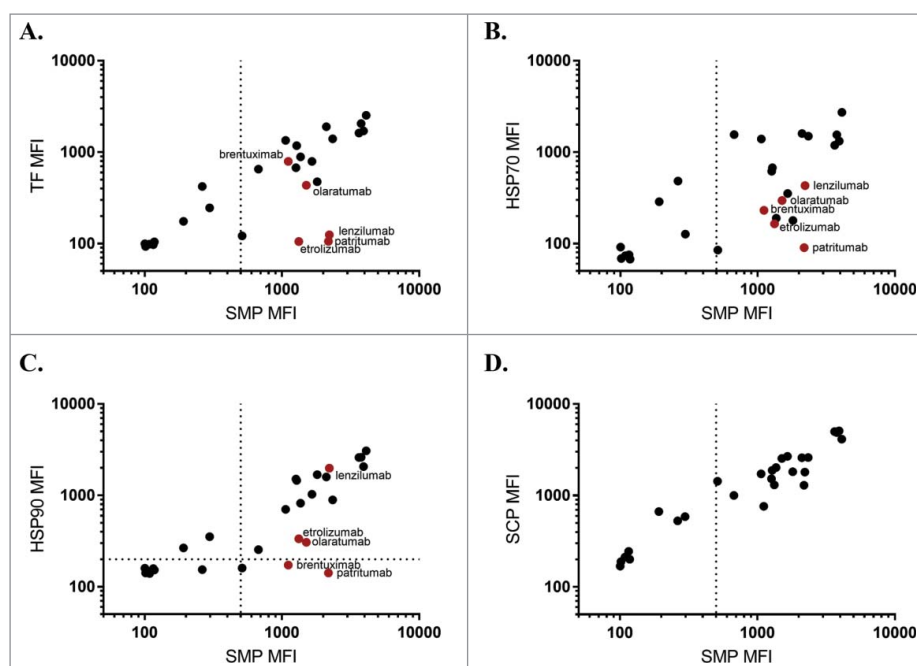 A.
10000
1000
100
TF MFI
brentuximab
olaratumab
lenzilumab
patritumab
etrolizumab
100
1000
10000
SMP MFI
B.
10000
1000
100
HSP70 MFI
lenzilumab
olaratumab
brentuximab
etrolizumab
patritumab
100
1000
10000
SMP MFI
C.
10000
1000
100
HSP90 MFI
lenzilumab
etrolizumab
olaratumab
brentuximab
patritumab
100
1000
10000
SMP MFI
D.
10000
1000
100
SCP MFI
100
1000
10000
SMP MFI